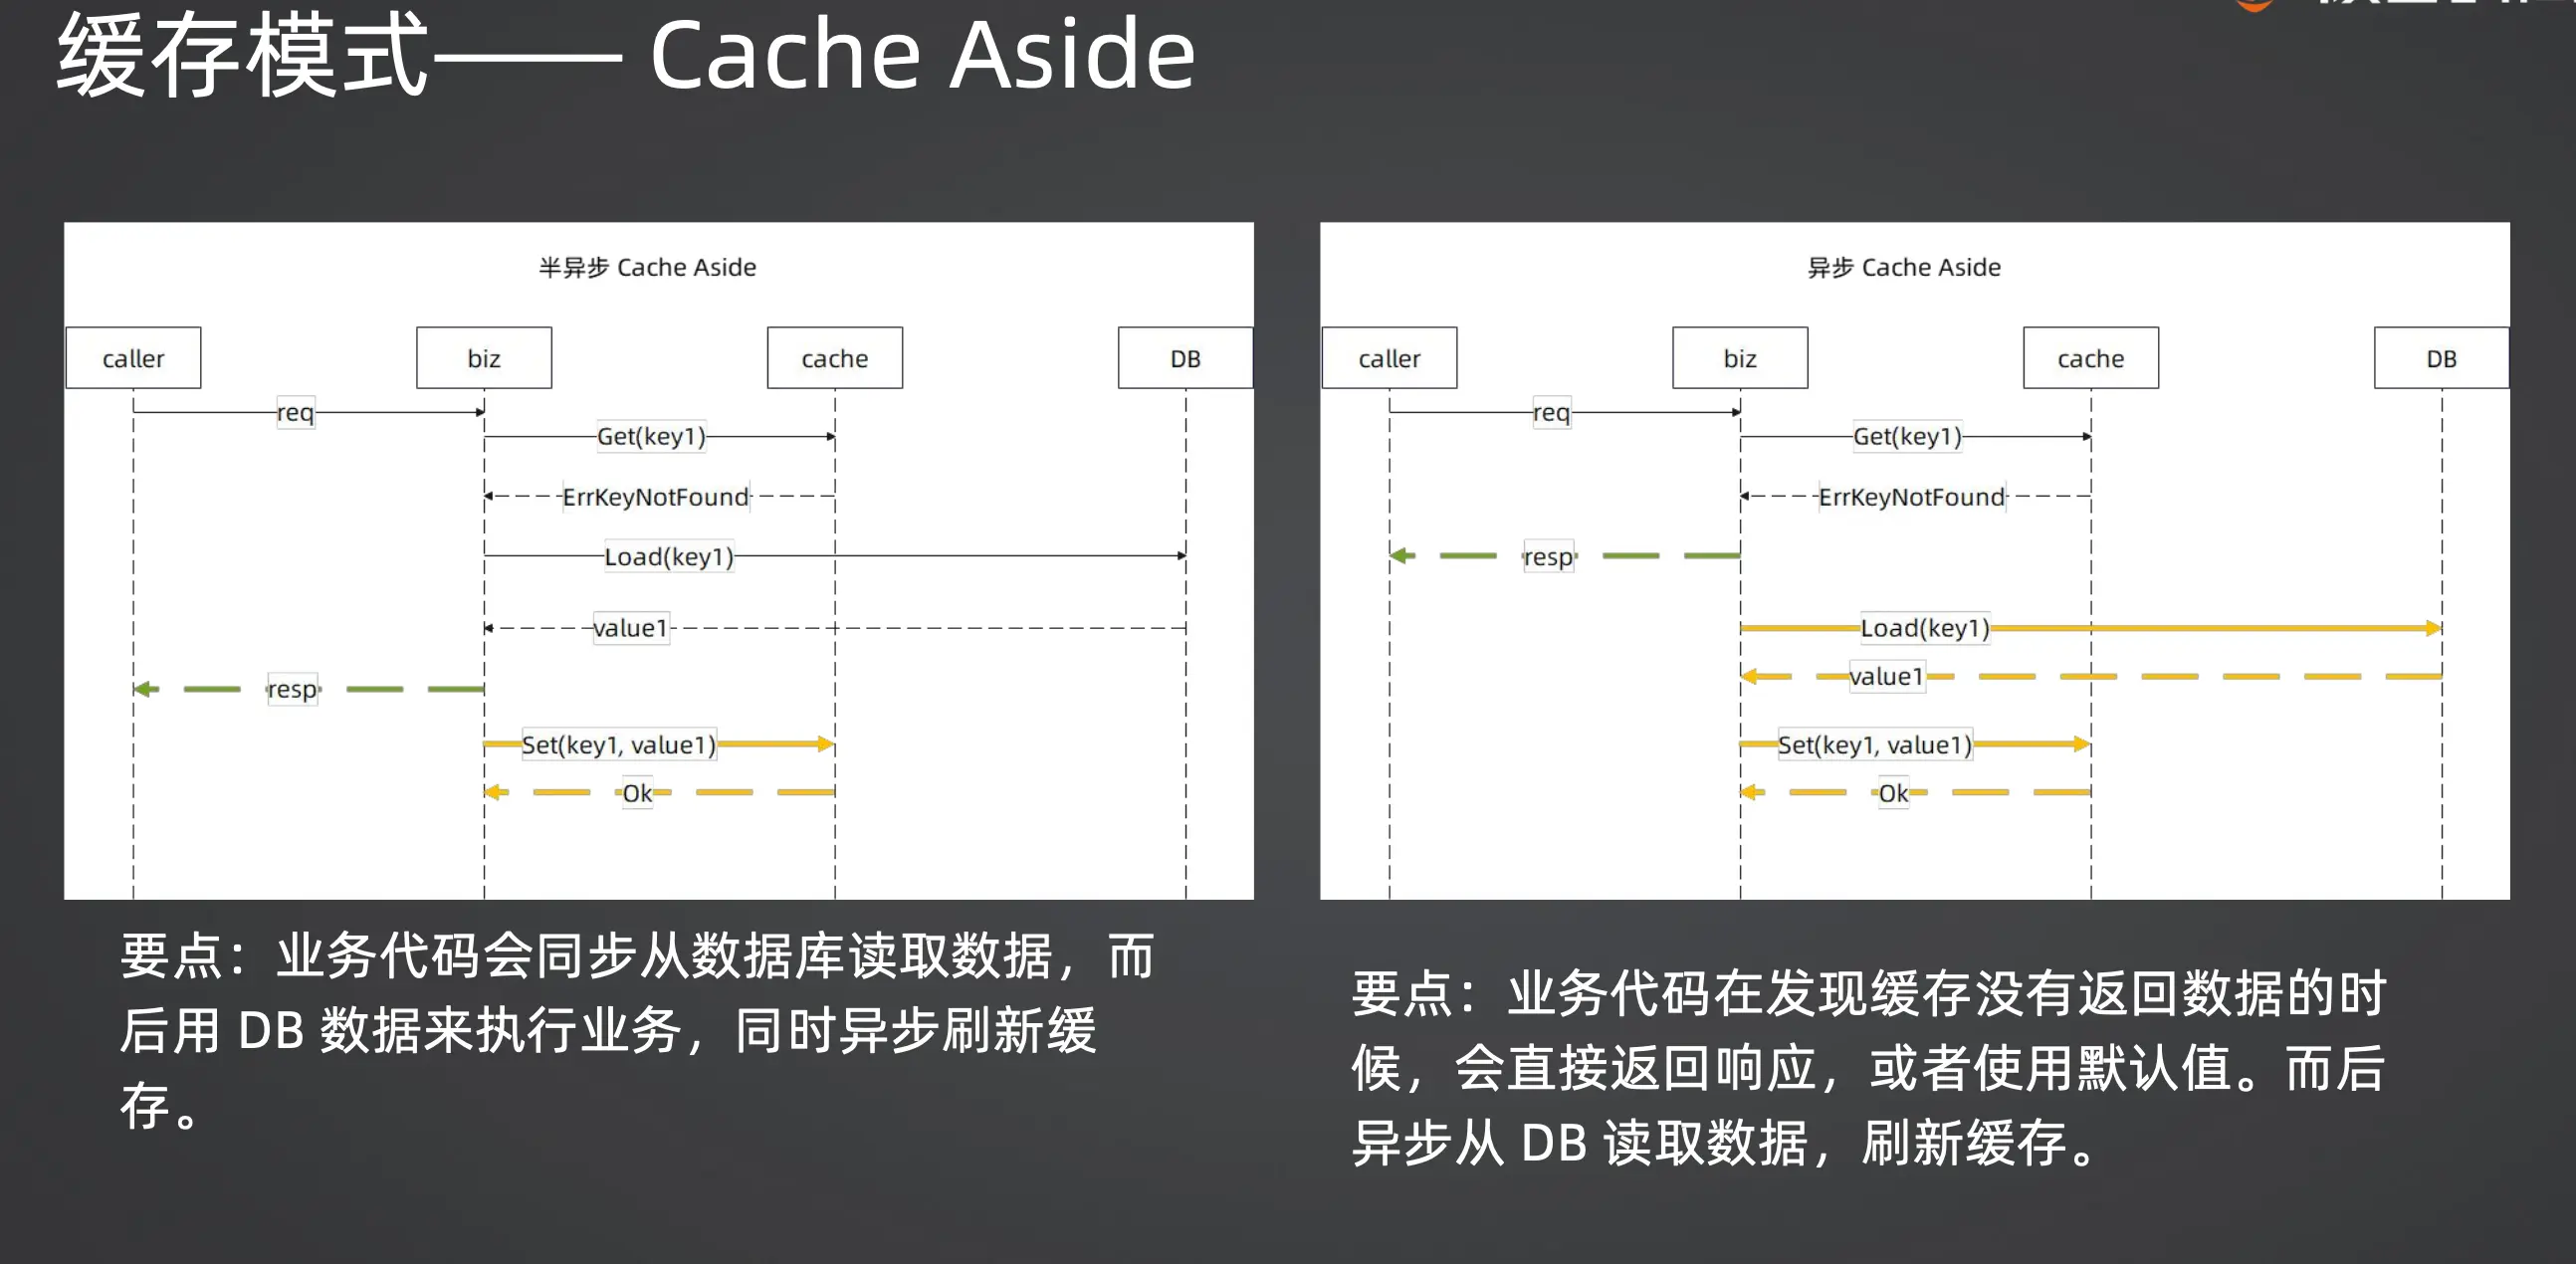 缓存模式—— Cache Aside
半异步 Cache Aside
caller
biz
cache
DB
req
Get(key1)
ErrKeyNotFound
Load(key1)
value1
resp
Set(key1, value1)
Ok
要点：业务代码会同步从数据库读取数据，而
后用 DB 数据来执行业务，同时异步刷新缓
存。
异步 Cache Aside
caller
biz
cache
DB
req
Get(key1)
ErrKeyNotFound
resp
Load(key1)
value1
Set(key1, value1)
Ok
要点：业务代码在发现缓存没有返回数据的时
候，会直接返回响应，或者使用默认值。而后
异步从 DB 读取数据，刷新缓存。